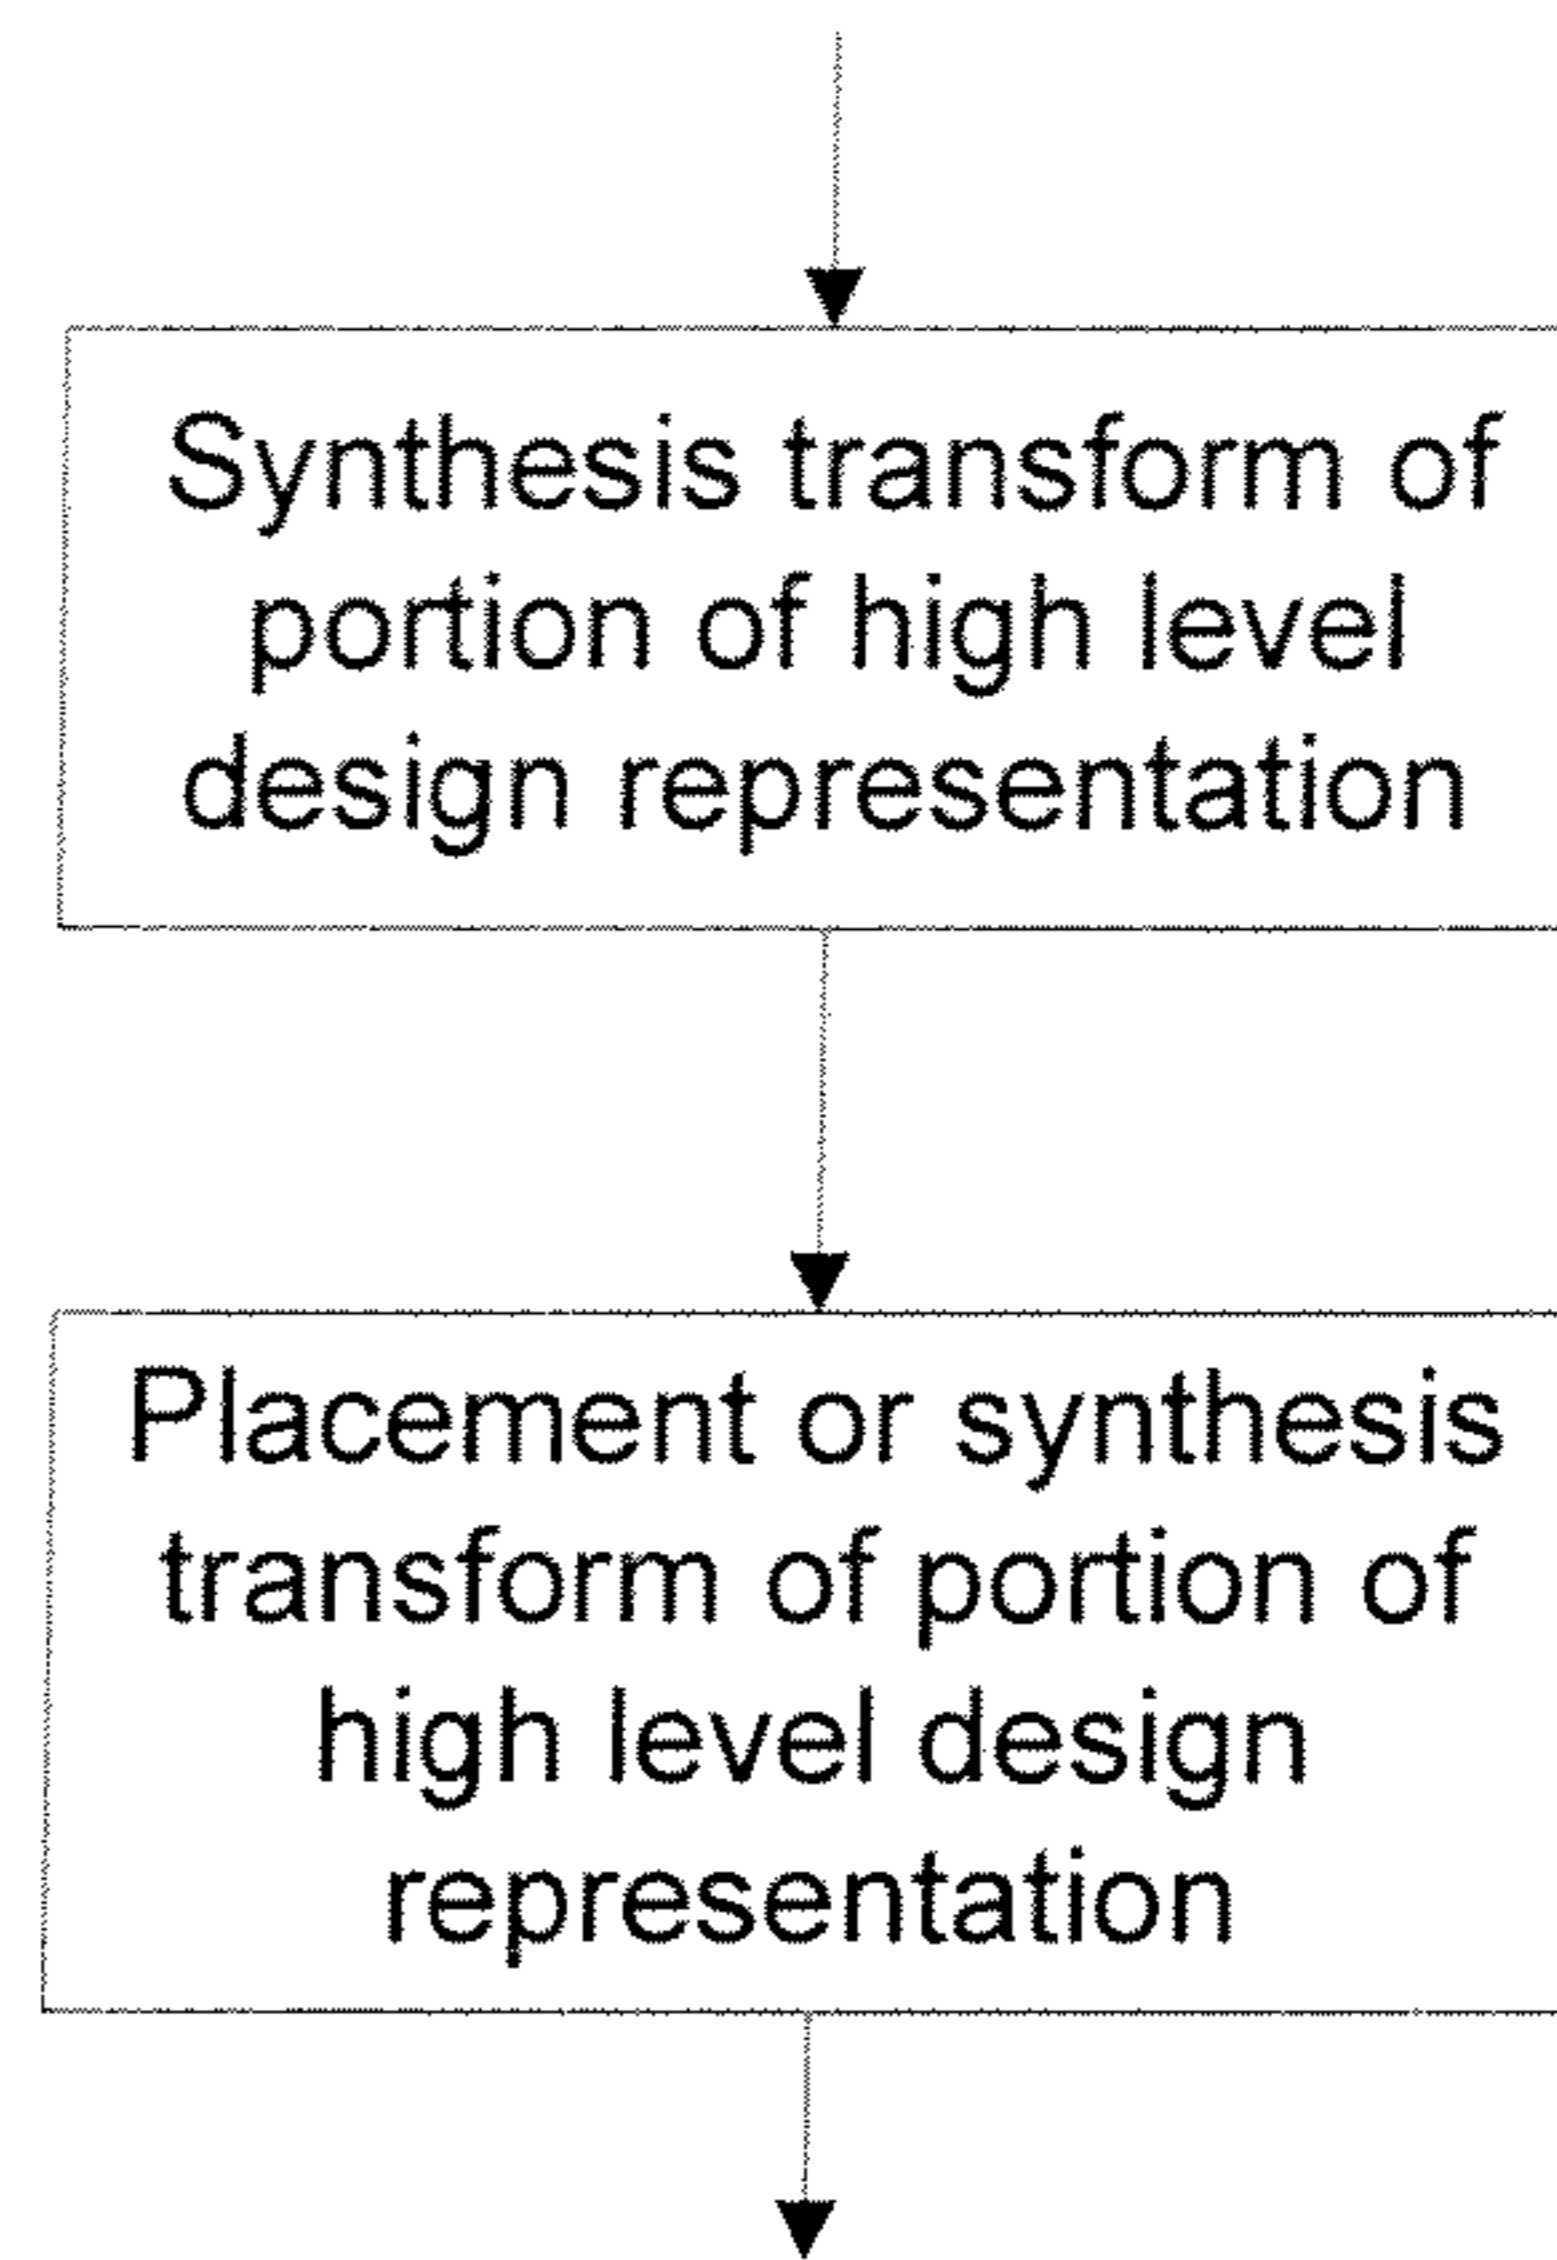 Synthesis transform of
portion of high level
design representation
Placement or synthesis
transform of portion of
high level design
representation